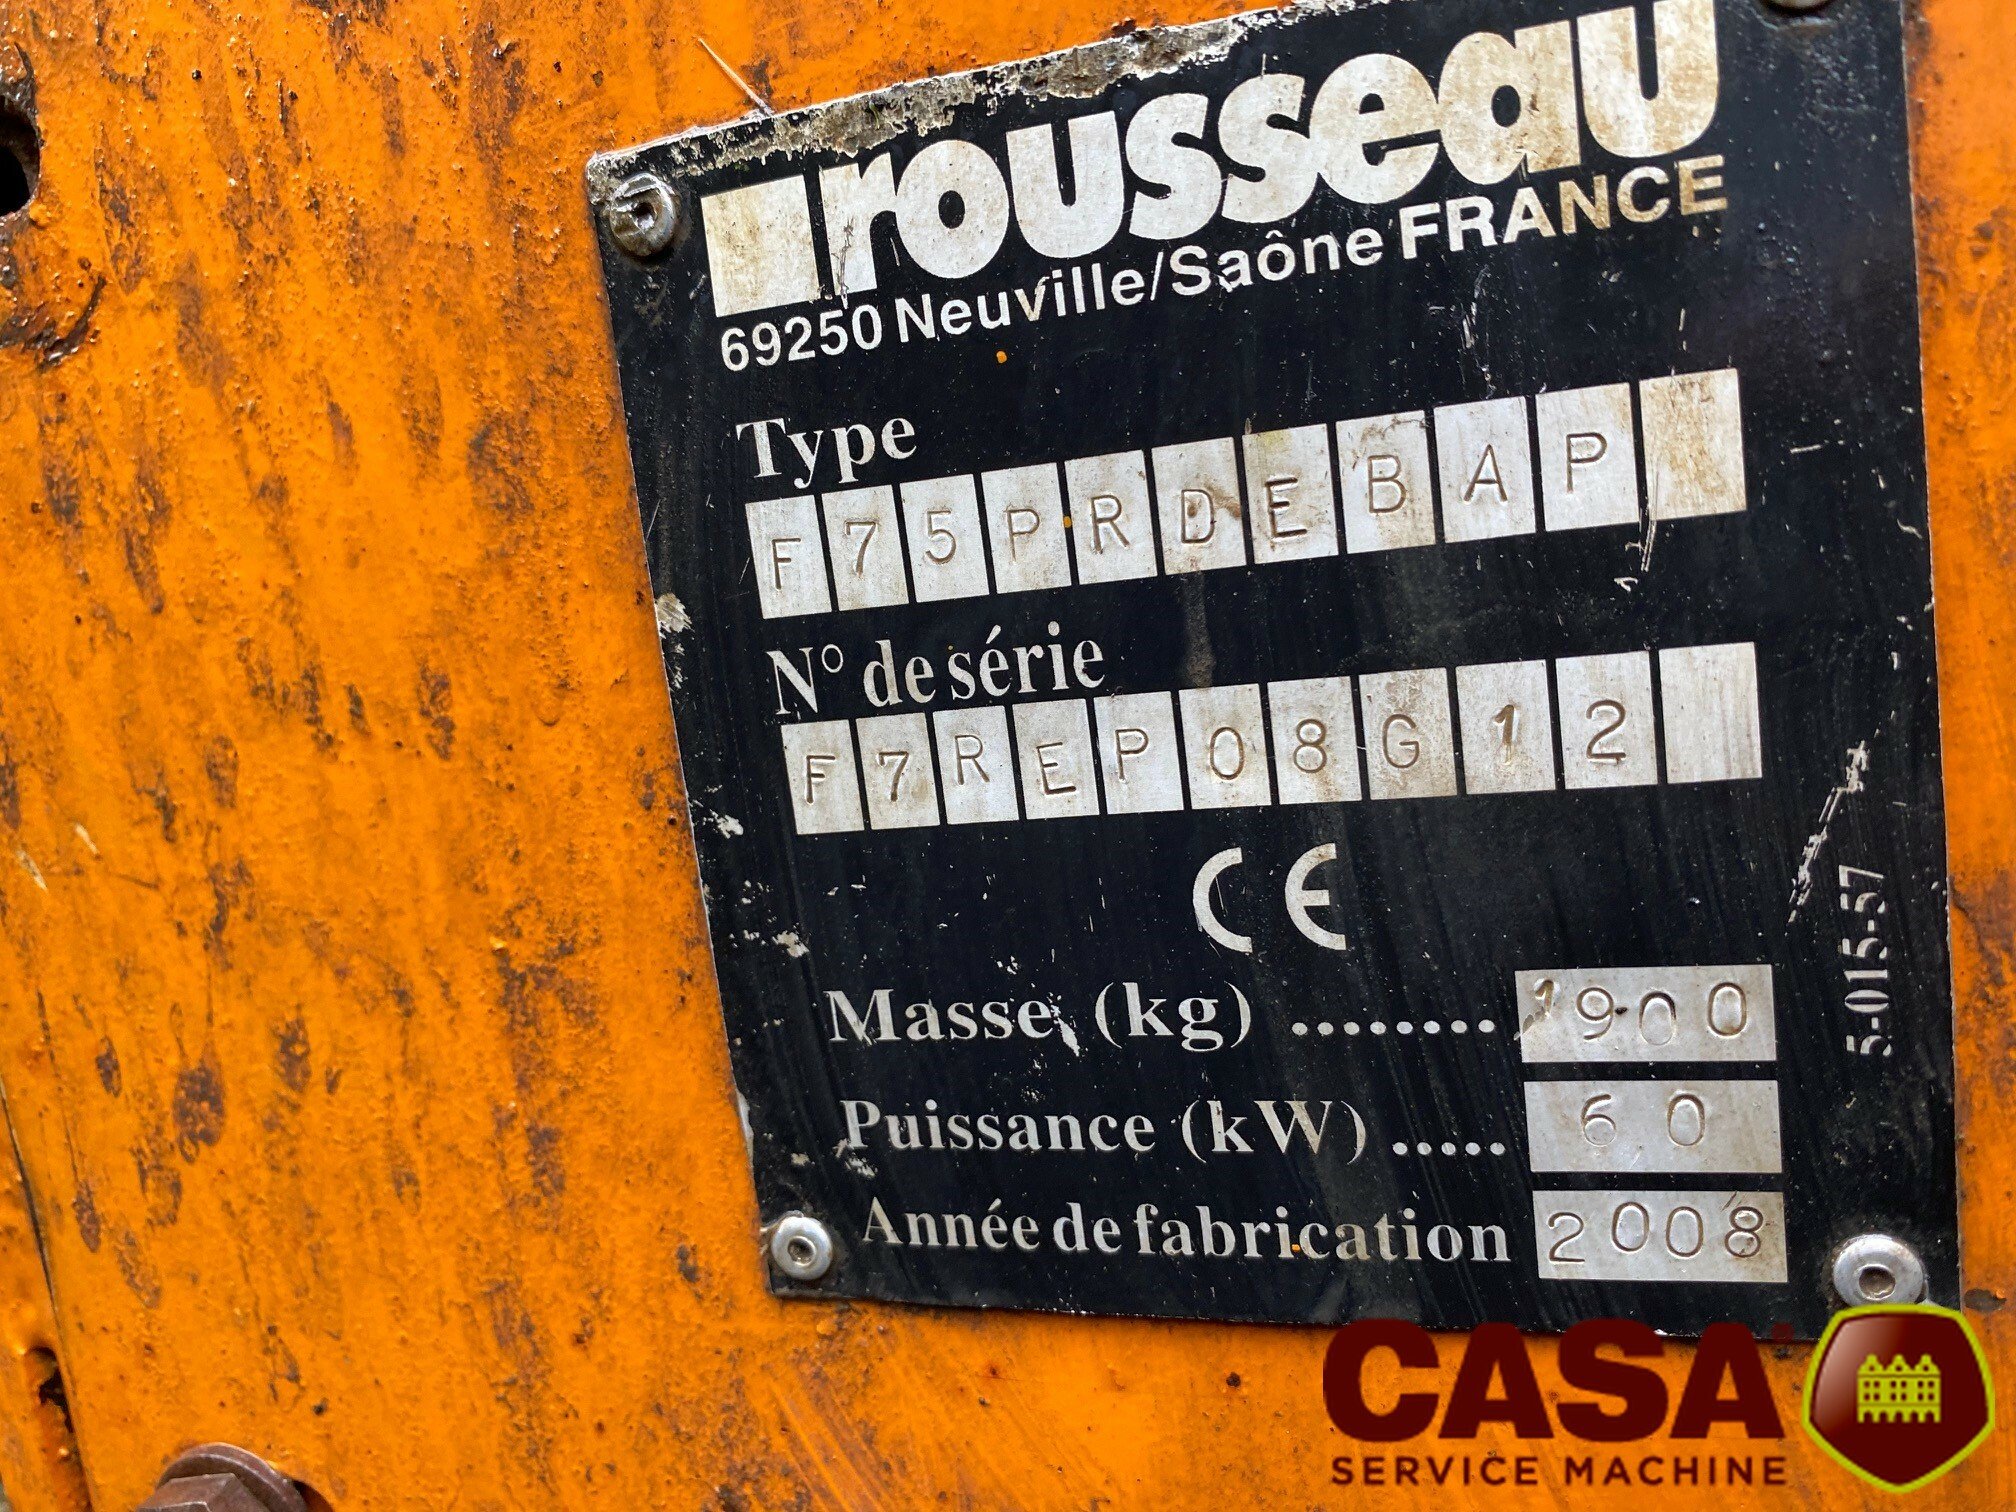 rousseau
69250 Neuville/Saône FRANCE
Type
F75PRDEBAP
N° de série
F7REP08G12
CE
Masse (kg) ........ 1900
Puissance (kW) ..... 60
Année de fabrication 2008
5-015-57
CASA
SERVICE MACHINE